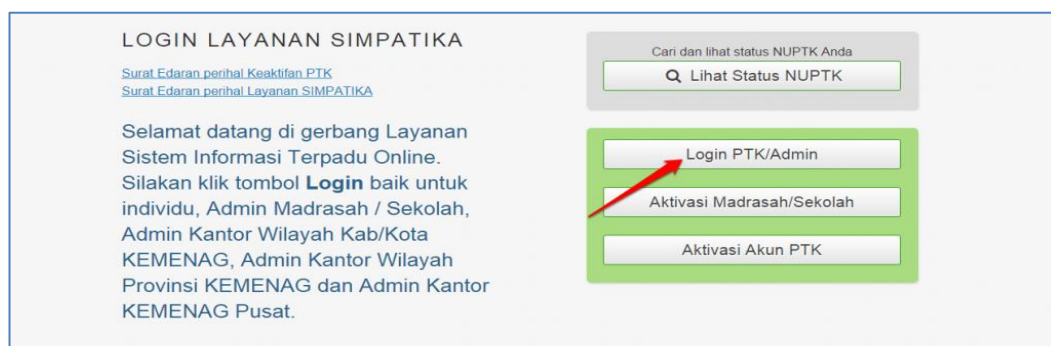 LOGIN LAYANAN SIMPATIKA
Surat Edaran perihal Keaktifan PTK
Surat Edaran perihal Layanan SIMPATIKA
Selamat datang di gerbang Layanan
Sistem Informasi Terpadu Online.
Silakan klik tombol Login baik untuk
individu, Admin Madrasah / Sekolah,
Admin Kantor Wilayah Kab/Kota
KEMENAG, Admin Kantor Wilayah
Provinsi KEMENAG dan Admin Kantor
KEMENAG Pusat.
Cari dan lihat status NUPTK Anda
Lihat Status NUPTK
Login PTK/Admin
Aktivasi Madrasah/Sekolah
Aktivasi Akun PTK